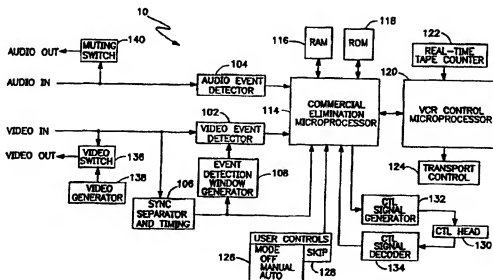 10
AUDIO OUT
MUTING
SWITCH
140
AUDIO IN
104
AUDIO EVENT
DETECTOR
116
RAM
118
ROM
122
REAL-TIME
TAPE COUNTER
120
114
COMMERCIAL
ELIMINATION
MICROPROCESSOR
VCR CONTROL
MICROPROCESSOR
VIDEO IN
102
VIDEO EVENT
DETECTOR
VIDEO OUT
VIDEO
SWITCH
136
VIDEO GENERATOR
138
106
SYNC
SEPARATOR
AND TIMING
EVENT
DETECTION
WINDOW
GENERATOR
108
124
TRANSPORT
CONTROL
CTL SIGNAL
GENERATOR
132
CTL HEAD
130
CTL SIGNAL
DECODER
134
USER CONTROLS
MODE
OFF
MANUAL
AUTO
SKIP
126
128